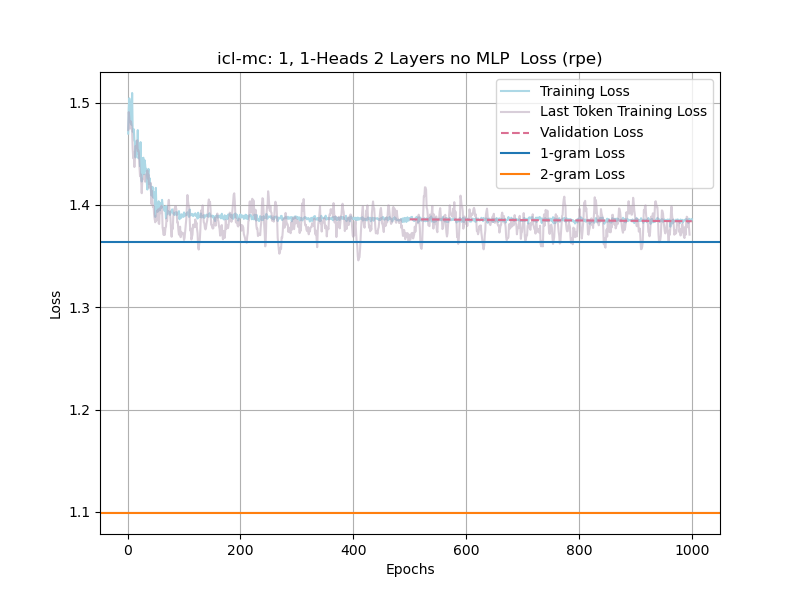 icl-mc: 1, 1-Heads 2 Layers no MLP  Loss (rpe)
Training Loss
Last Token Training Loss
Validation Loss
1-gram Loss
2-gram Loss
Loss
1.5
1.4
1.3
1.2
1.1
0
200
400
600
800
1000
Epochs